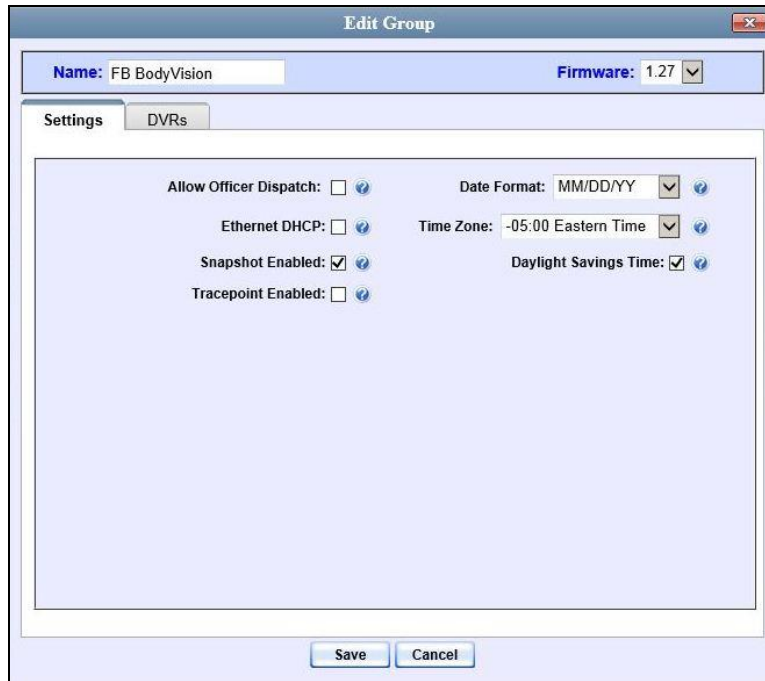 Edit Group
Name: FB BodyVision Firmware: 1.27
Settings DVRs
Allow Officer Dispatch: Date Format: MM/DD/YY
Ethernet DHCP: Time Zone: -05:00 Eastern Time
Snapshot Enabled: Daylight Savings Time:
Tracepoint Enabled:
Save Cancel